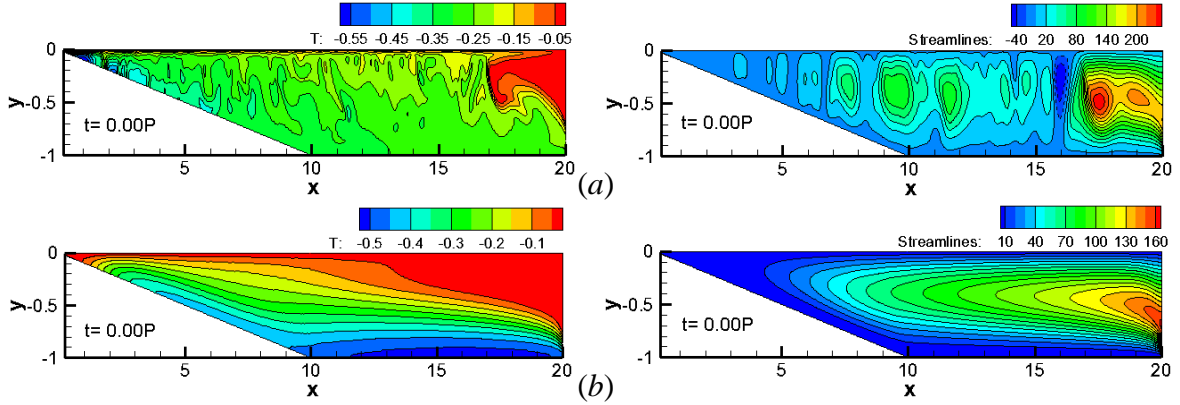 T: -0.55 -0.45 -0.35 -0.25 -0.15 -0.05
0
y -0.5
t= 0.00P
-1
5 10 15 20
x
Streamlines: -40 20 80 140 200
0
y -0.5
t= 0.00P
-1
5 10 15 20
x
(a)
T: -0.5 -0.4 -0.3 -0.2 -0.1
0
y -0.5
t= 0.00P
-1
5 10 15 20
x
Streamlines: 10 40 70 100 130 160
0
y -0.5
t= 0.00P
-1
5 10 15 20
x
(b)